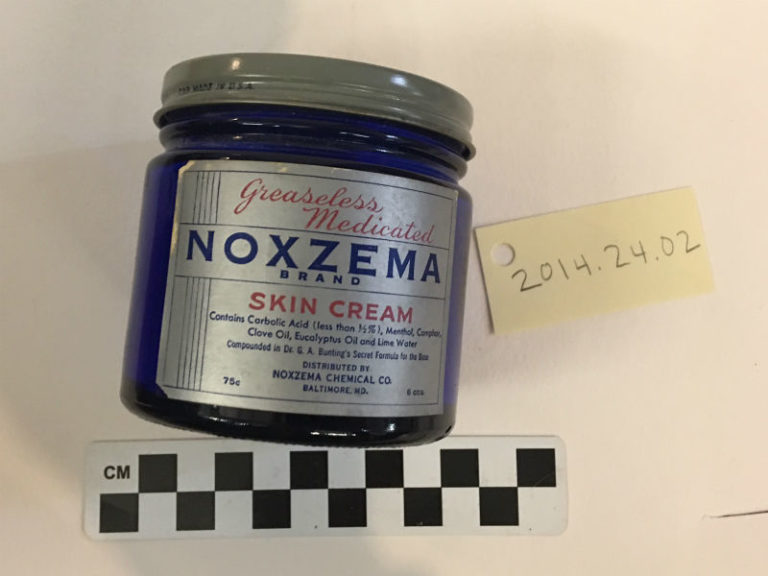 MADE IN U.S.A.
Greaseless
Medicated
NOXZEMA
BRAND
SKIN CREAM
Contains Carbolic Acid (less than ½%), Menthol, Camphor,
Clove Oil, Eucalyptus Oil and Lime Water
Compounded in Dr. G. A. Bunting's Secret Formula for the Base
DISTRIBUTED BY
NOXZEMA CHEMICAL CO.
BALTIMORE, MD.
75¢ 6 ozs.
2014.24.02
CM